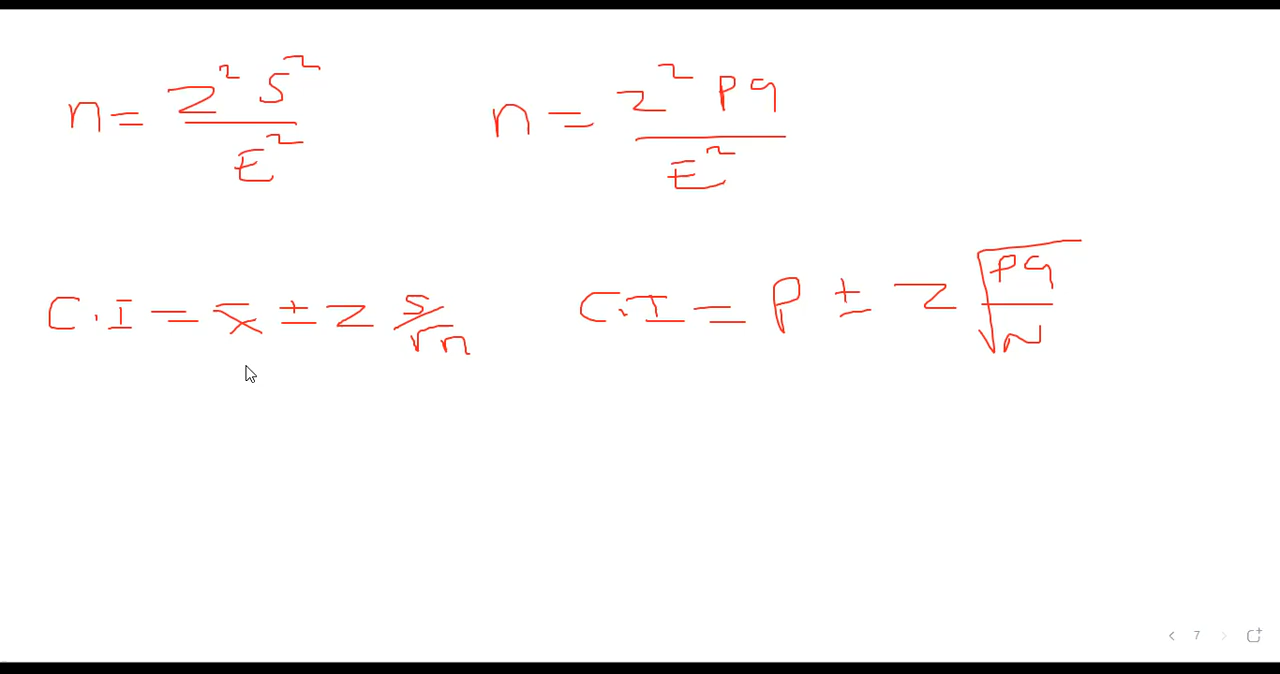 n = Z² S² / E²
n = Z² Pq / E²
C.I = x̄ ± Z S/√n
C.I = P ± Z √(Pq/N)
< 7 >